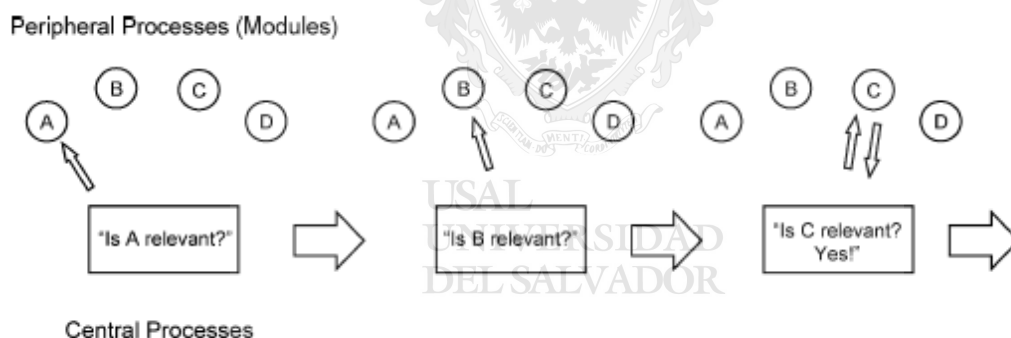 Peripheral Processes (Modules)
A
B
C
D
A
B
C
D
A
B
C
D
"Is A relevant?"
"Is B relevant?"
"Is C relevant?
Yes!"
USAL
UNIVERSIDAD
DEL SALVADOR
Central Processes